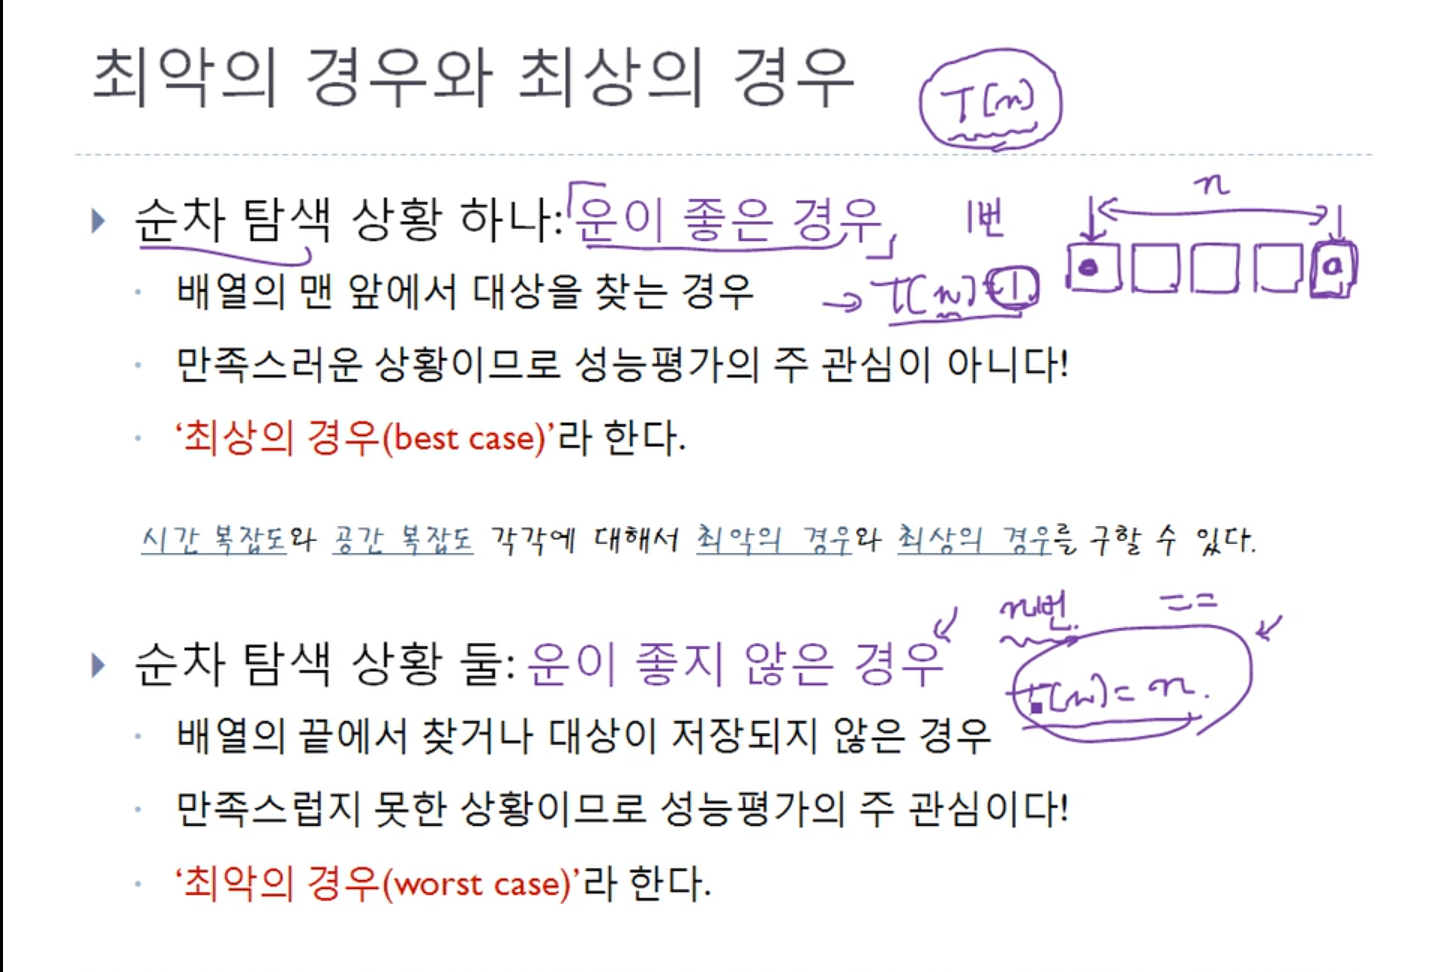 최악의 경우와 최상의 경우 T(n)
순차 탐색 상황 하나: 「운이 좋은 경우」 1번 n
배열의 맨 앞에서 대상을 찾는 경우 → T(n)=1
만족스러운 상황이므로 성능평가의 주 관심이 아니다!
‘최상의 경우(best case)’라 한다.
시간 복잡도와 공간 복잡도 각각에 대해서 최악의 경우와 최상의 경우를 구할 수 있다.
n번. ==
순차 탐색 상황 둘: 운이 좋지 않은 경우 T(n)=n.
배열의 끝에서 찾거나 대상이 저장되지 않은 경우
만족스럽지 못한 상황이므로 성능평가의 주 관심이다!
‘최악의 경우(worst case)’라 한다.